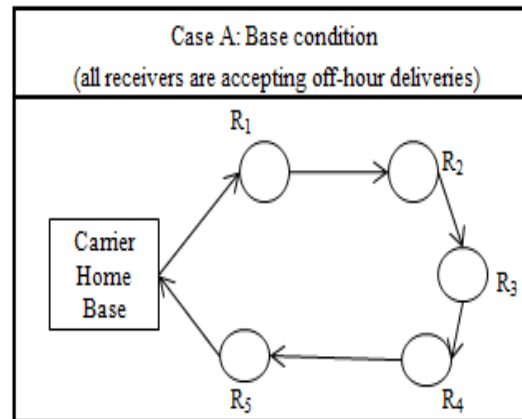 Case A: Base condition
(all receivers are accepting off-hour deliveries)
R1
R2
Carrier
Home
Base
R3
R5
R4